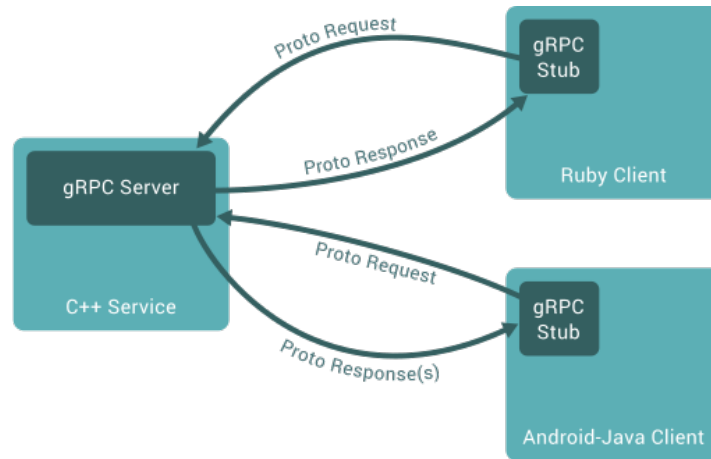 Proto Request
gRPC
Stub
Ruby Client
Proto Response
gRPC Server
C++ Service
Proto Request
gRPC
Stub
Proto Response(s)
Android-Java Client